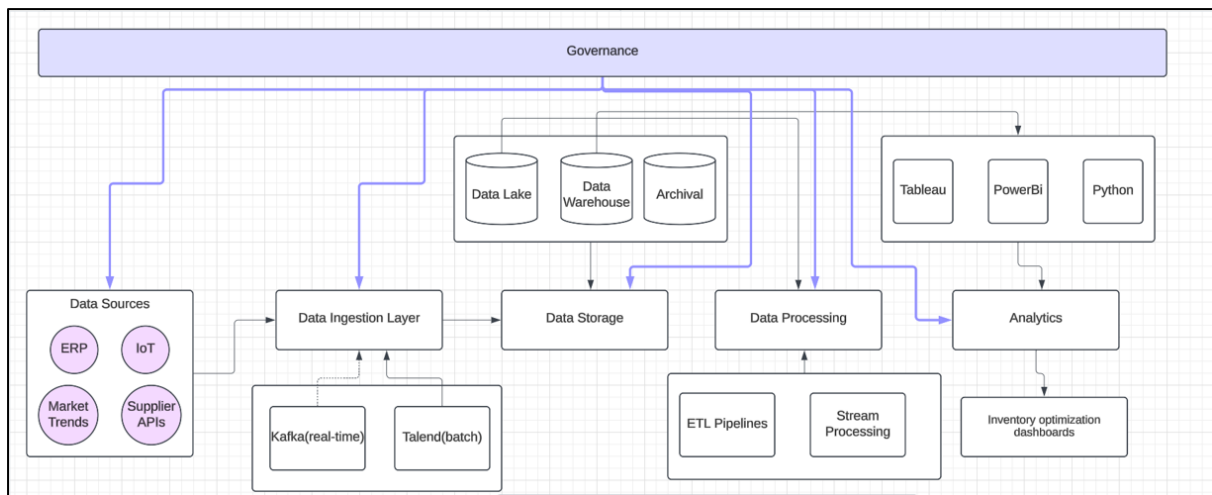 Governance
Data Lake
Data
Warehouse
Archival
Tableau
PowerBi
Python
Data Sources
ERP
IoT
Market
Trends
Supplier
APIs
Data Ingestion Layer
Data Storage
Data Processing
Analytics
Kafka(real-time)
Talend(batch)
ETL Pipelines
Stream
Processing
Inventory optimization
dashboards